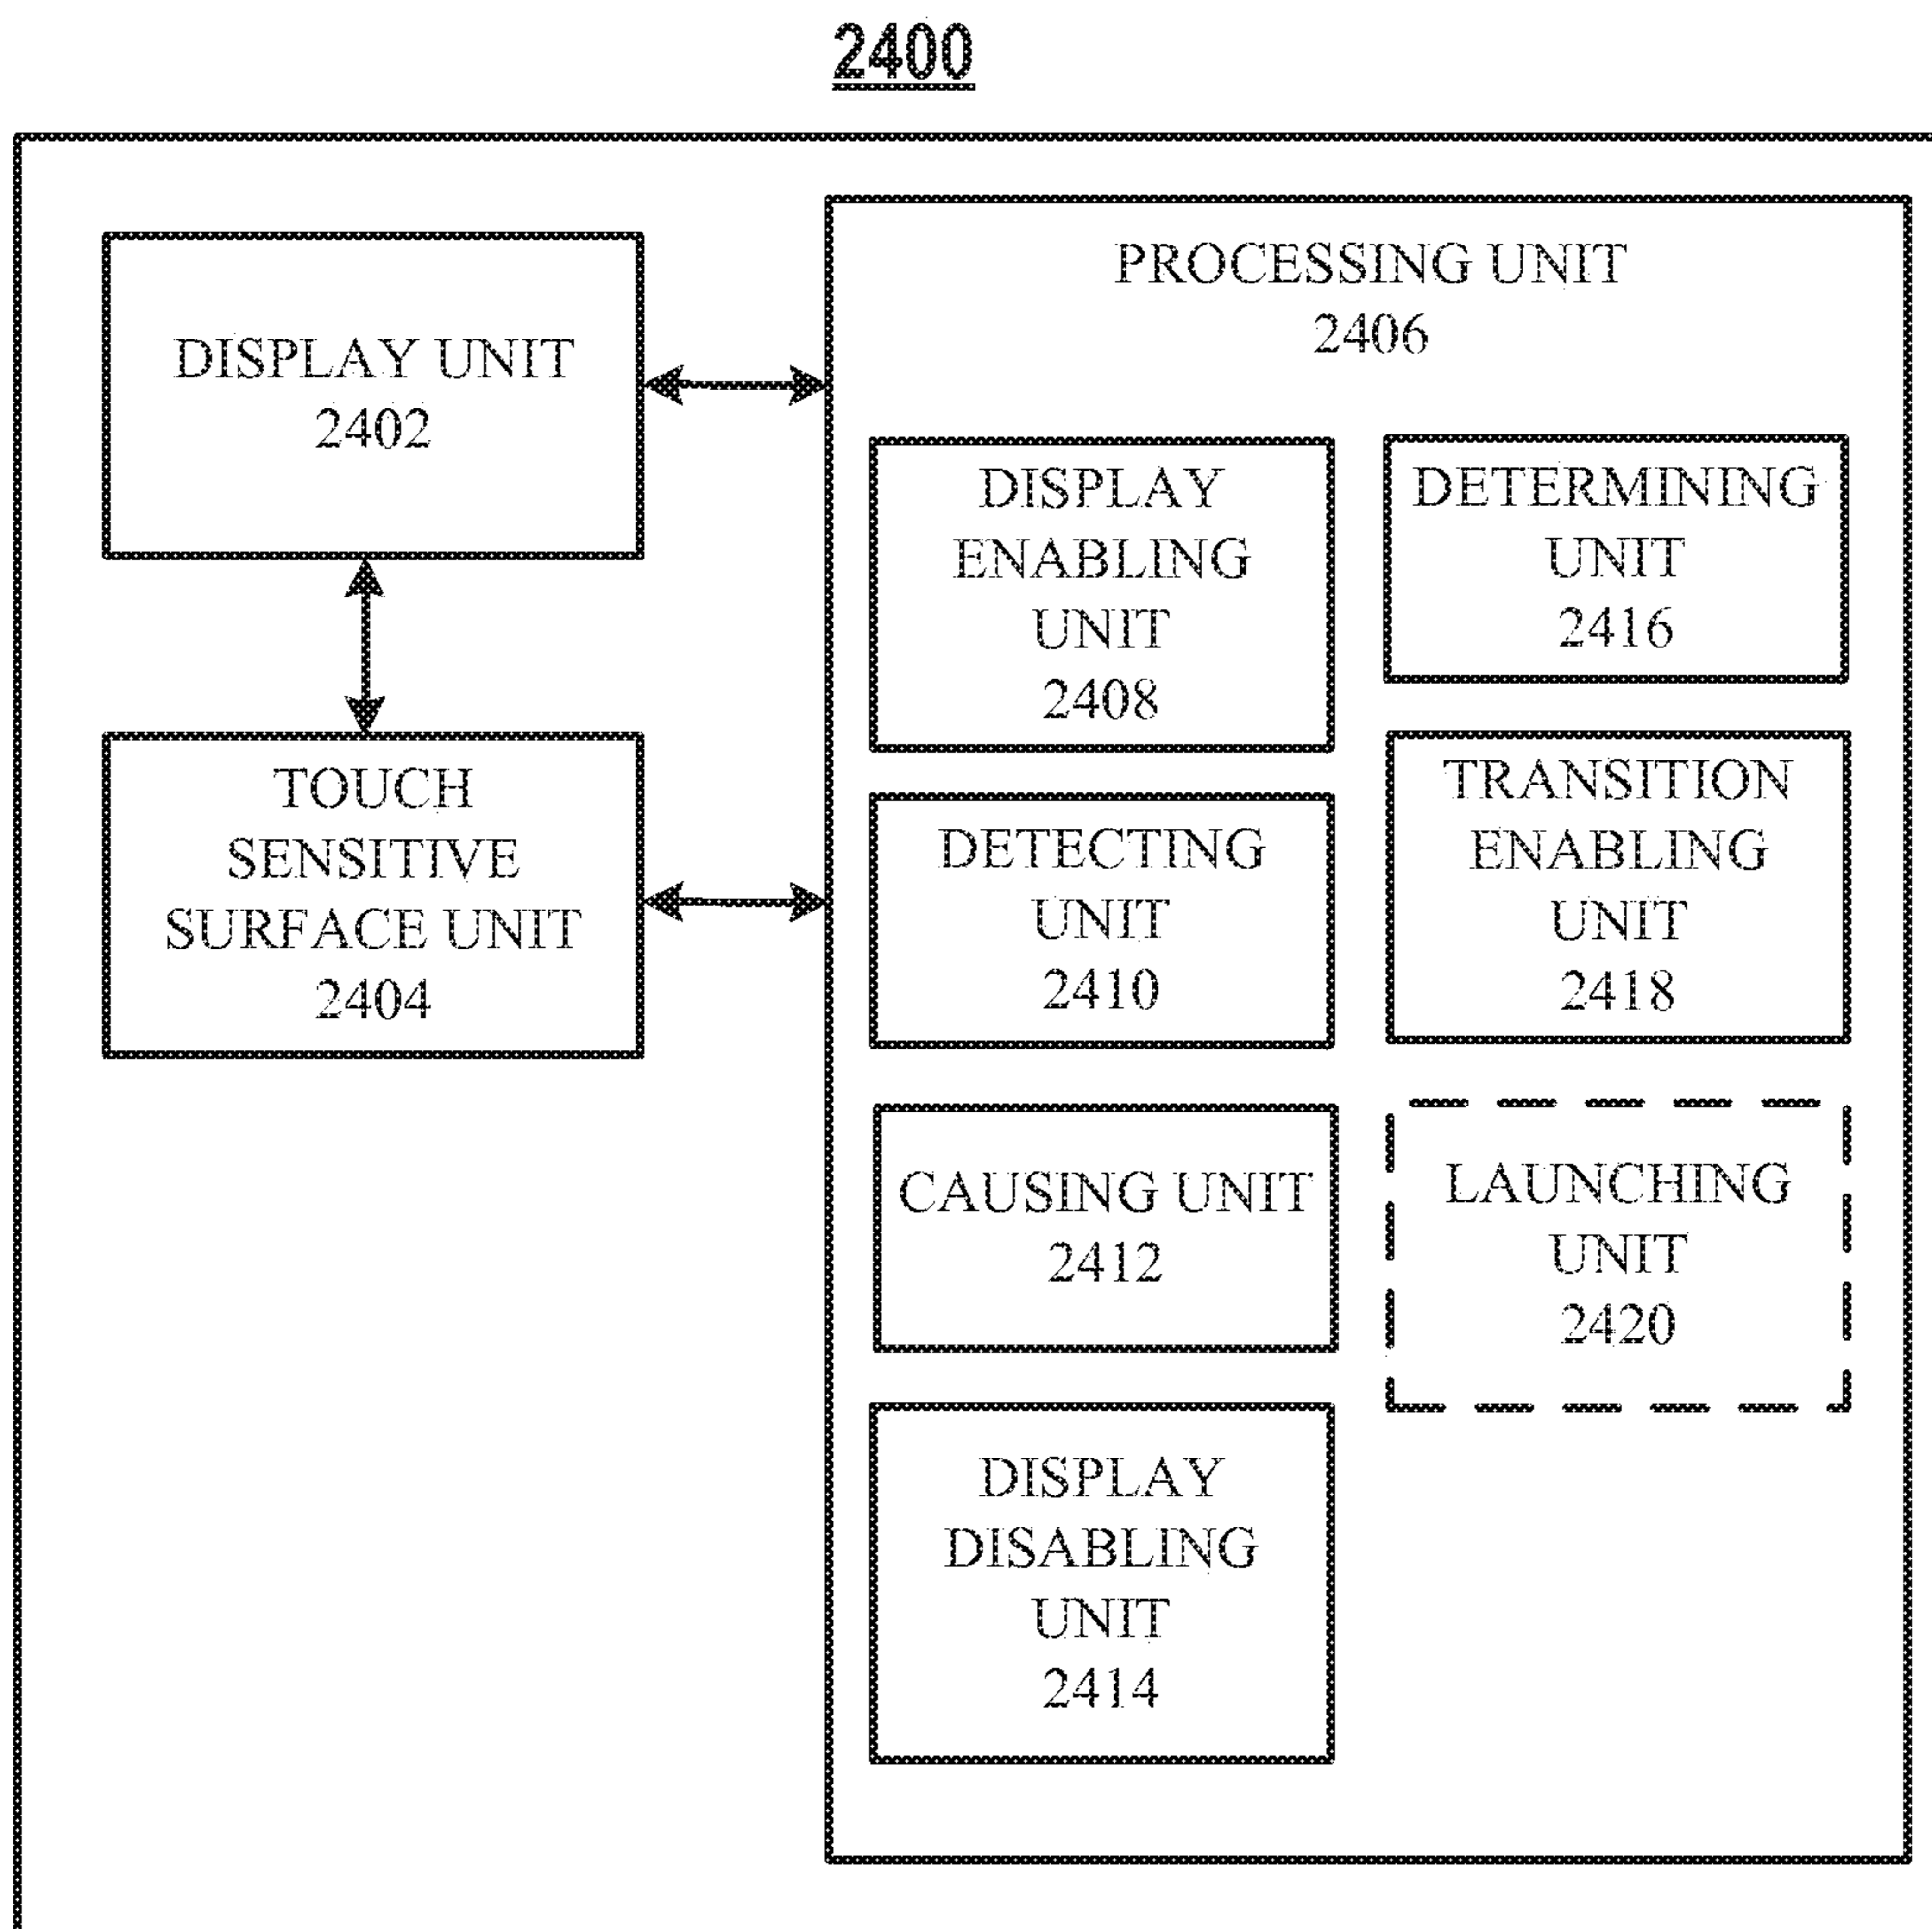 2400
DISPLAY UNIT
2402
TOUCH
SENSITIVE
SURFACE UNIT
2404
PROCESSING UNIT
2406
DISPLAY
ENABLING
UNIT
2408
DETECTING
UNIT
2410
CAUSING UNIT
2412
DISPLAY
DISABLING
UNIT
2414
DETERMINING
UNIT
2416
TRANSITION
ENABLING
UNIT
2418
LAUNCHING
UNIT
2420